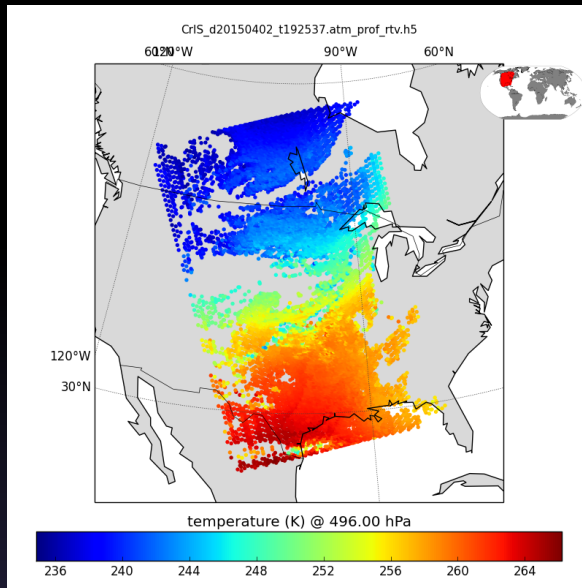 CrIS_d20150402_t192537.atm_prof_rtv.h5
120°W 90°W 60°N
120°W
30°N
temperature (K) @ 496.00 hPa
236 240 244 248 252 256 260 264